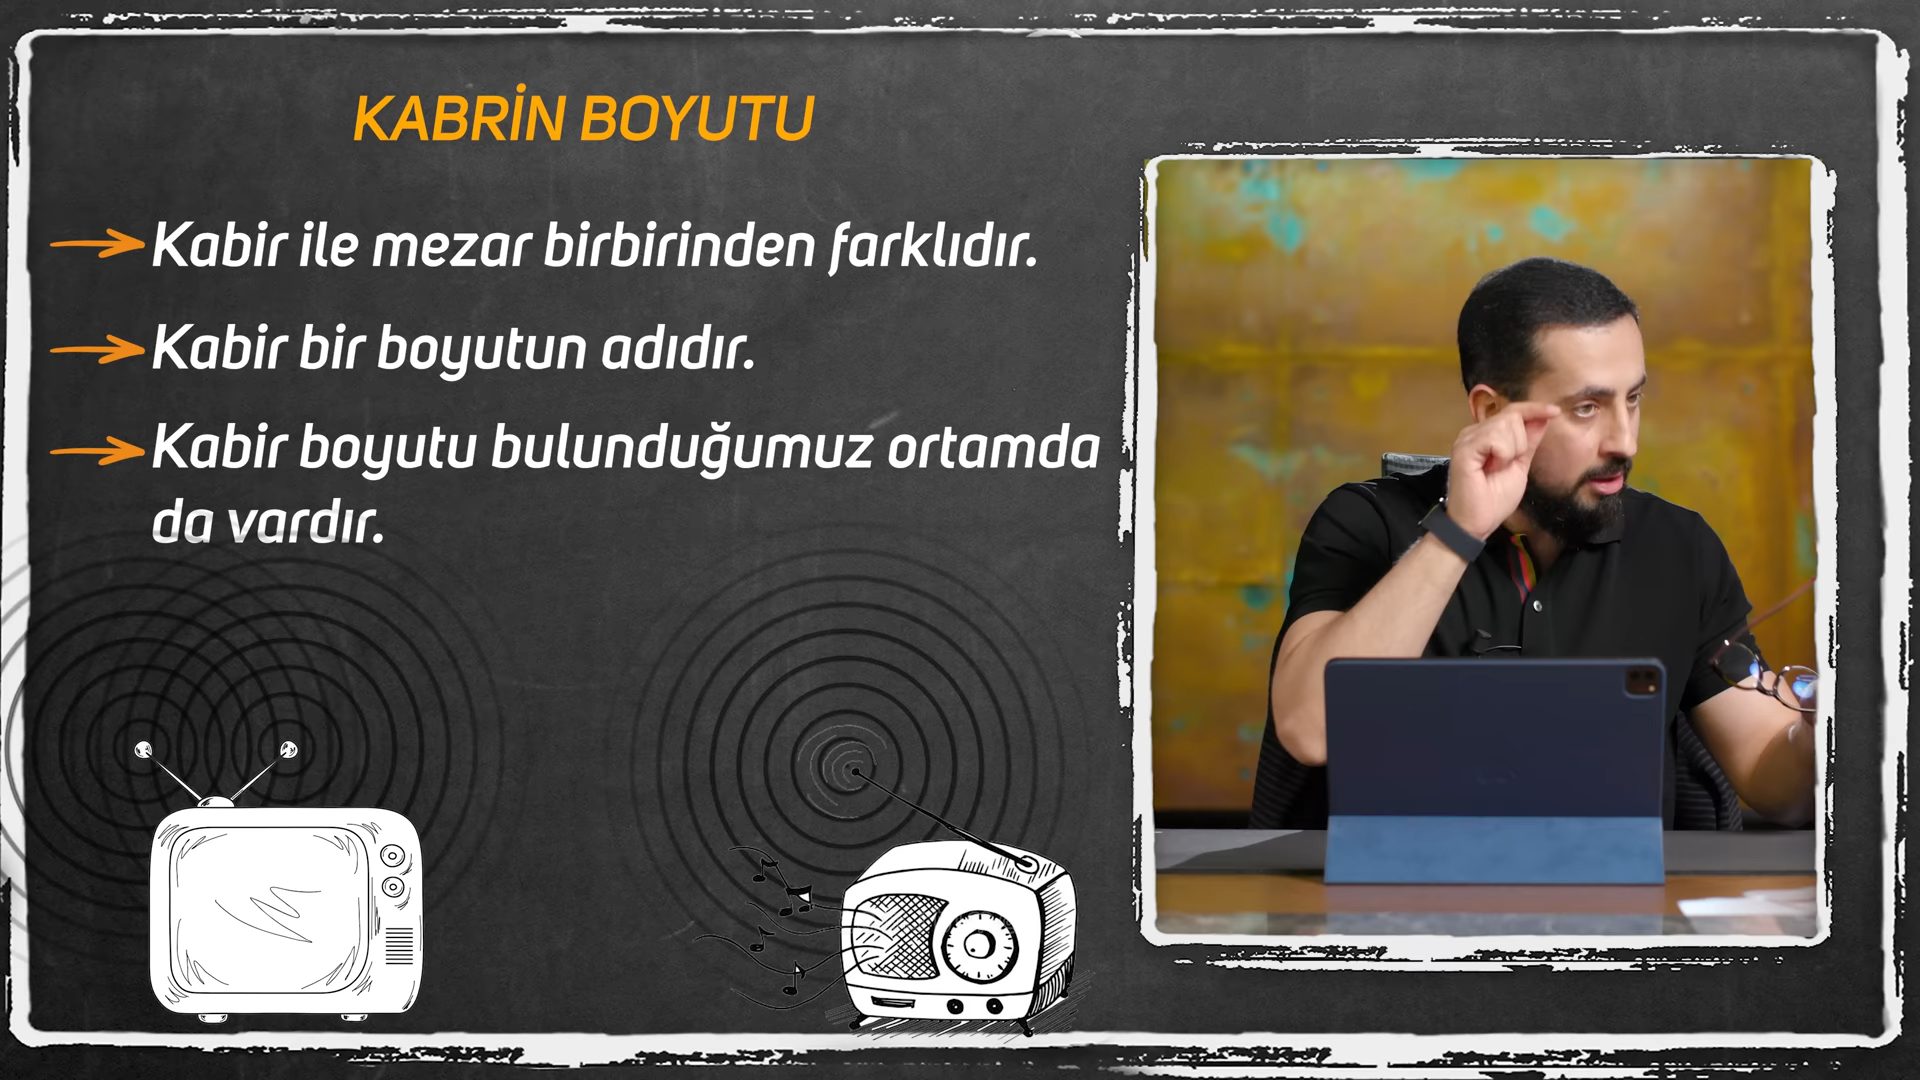 KABRİN BOYUTU
Kabir ile mezar birbirinden farklıdır.
Kabir bir boyutun adıdır.
Kabir boyutu bulunduğumuz ortamda
da vardır.